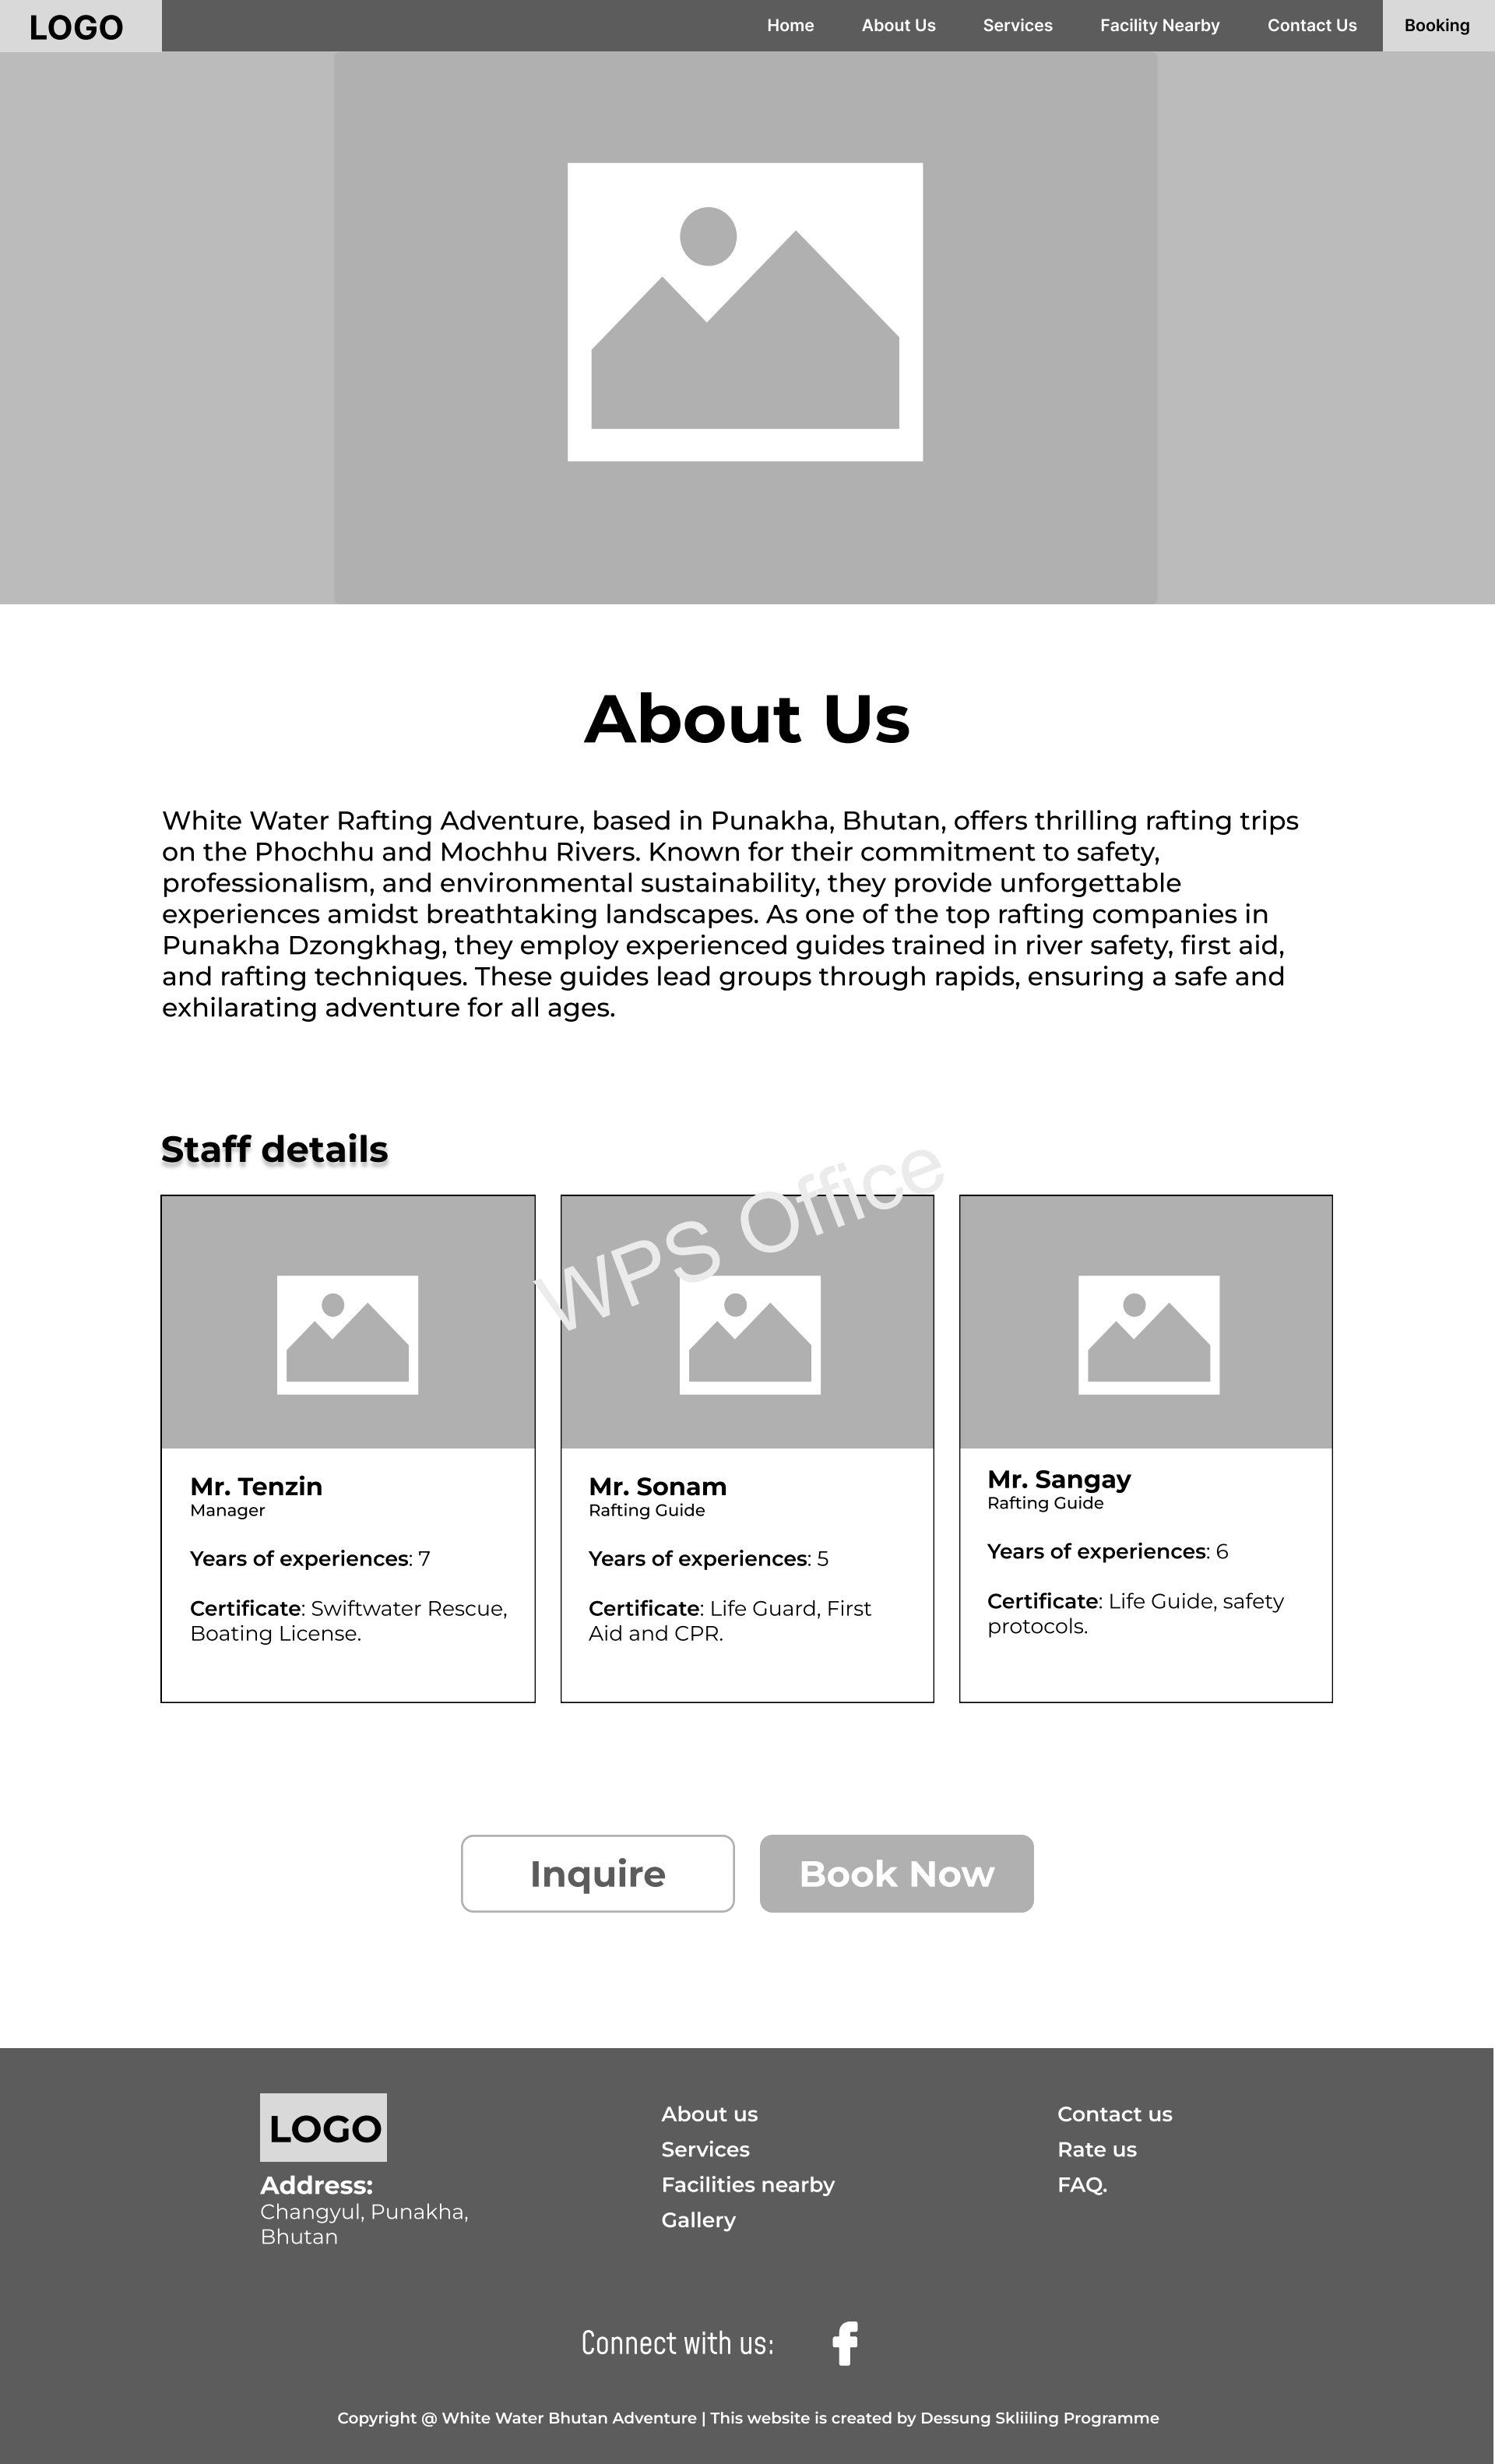 LOGO
Home About Us Services Facility Nearby Contact Us Booking
About Us
White Water Rafting Adventure, based in Punakha, Bhutan, offers thrilling rafting trips
on the Phochhu and Mochhu Rivers. Known for their commitment to safety,
professionalism, and environmental sustainability, they provide unforgettable
experiences amidst breathtaking landscapes. As one of the top rafting companies in
Punakha Dzongkhag, they employ experienced guides trained in river safety, first aid,
and rafting techniques. These guides lead groups through rapids, ensuring a safe and
exhilarating adventure for all ages.
Staff details
WPS Office
Mr. Tenzin
Manager
Years of experiences: 7
Certificate: Swiftwater Rescue,
Boating License.
Mr. Sonam
Rafting Guide
Years of experiences: 5
Certificate: Life Guard, First
Aid and CPR.
Mr. Sangay
Rafting Guide
Years of experiences: 6
Certificate: Life Guide, safety
protocols.
Inquire
Book Now
LOGO
Address:
Changyul, Punakha,
Bhutan
About us
Services
Facilities nearby
Gallery
Contact us
Rate us
FAQ.
Connect with us:
Copyright @ White Water Bhutan Adventure | This website is created by Dessung Skliiling Programme